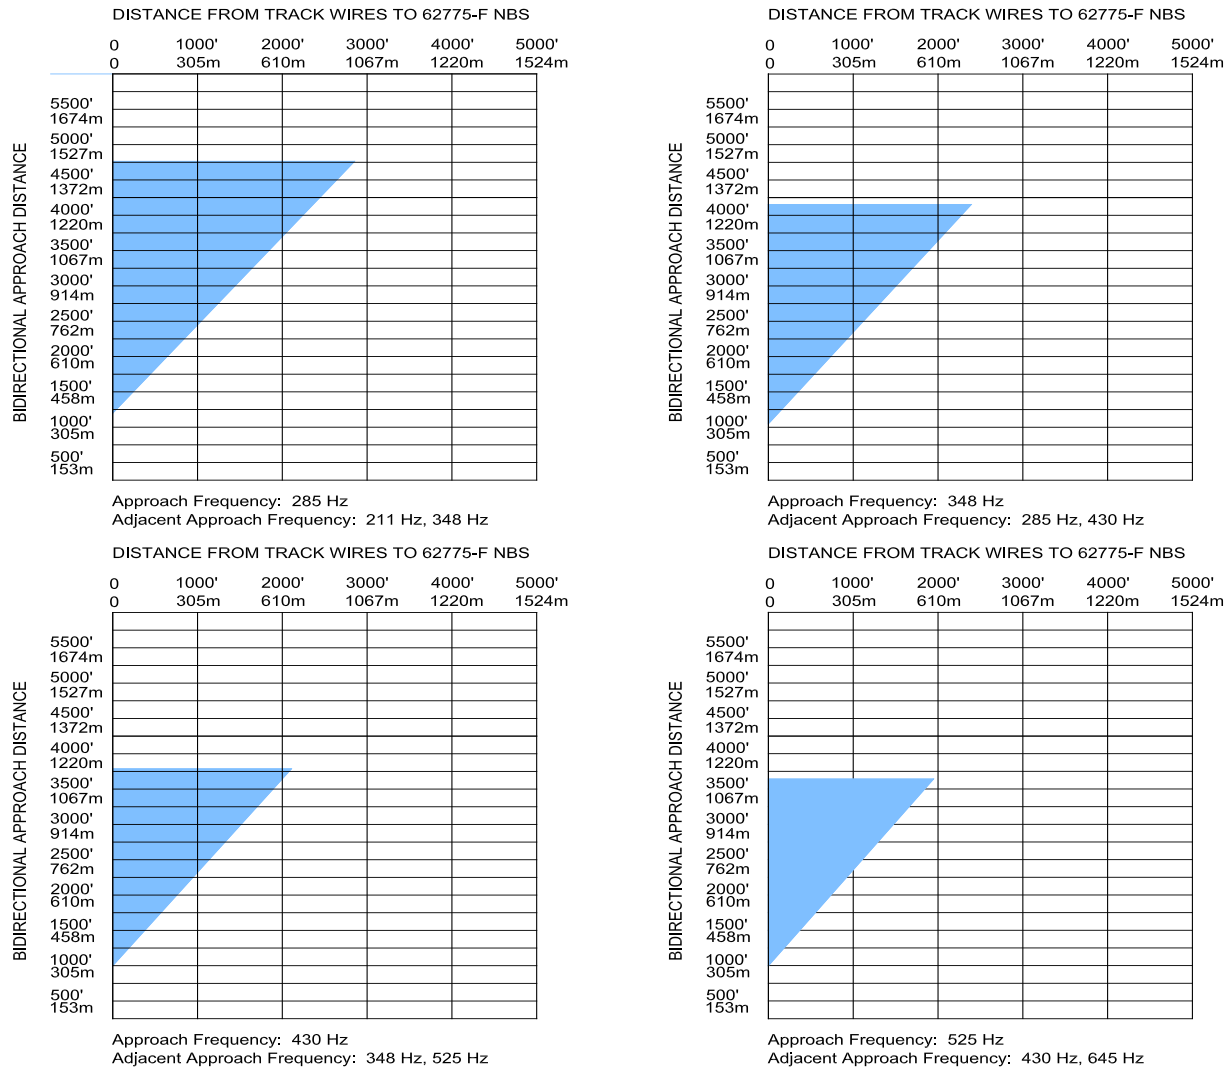 DISTANCE FROM TRACK WIRES TO 62775-F NBS
0 1000' 2000' 3000' 4000' 5000'
0 305m 610m 1067m 1220m 1524m
BIDIRECTIONAL APPROACH DISTANCE
5500'
1674m
5000'
1527m
4500'
1372m
4000'
1220m
3500'
1067m
3000'
914m
2500'
762m
2000'
610m
1500'
458m
1000'
305m
500'
153m
Approach Frequency: 285 Hz
Adjacent Approach Frequency: 211 Hz, 348 Hz
DISTANCE FROM TRACK WIRES TO 62775-F NBS
0 1000' 2000' 3000' 4000' 5000'
0 305m 610m 1067m 1220m 1524m
BIDIRECTIONAL APPROACH DISTANCE
5500'
1674m
5000'
1527m
4500'
1372m
4000'
1220m
3500'
1067m
3000'
914m
2500'
762m
2000'
610m
1500'
458m
1000'
305m
500'
153m
Approach Frequency: 348 Hz
Adjacent Approach Frequency: 285 Hz, 430 Hz
DISTANCE FROM TRACK WIRES TO 62775-F NBS
0 1000' 2000' 3000' 4000' 5000'
0 305m 610m 1067m 1220m 1524m
BIDIRECTIONAL APPROACH DISTANCE
5500'
1674m
5000'
1527m
4500'
1372m
4000'
1220m
3500'
1067m
3000'
914m
2500'
762m
2000'
610m
1500'
458m
1000'
305m
500'
153m
Approach Frequency: 430 Hz
Adjacent Approach Frequency: 348 Hz, 525 Hz
DISTANCE FROM TRACK WIRES TO 62775-F NBS
0 1000' 2000' 3000' 4000' 5000'
0 305m 610m 1067m 1220m 1524m
BIDIRECTIONAL APPROACH DISTANCE
5500'
1674m
5000'
1527m
4500'
1372m
4000'
1220m
3500'
1067m
3000'
914m
2500'
762m
2000'
610m
1500'
458m
1000'
305m
500'
153m
Approach Frequency: 525 Hz
Adjacent Approach Frequency: 430 Hz, 645 Hz